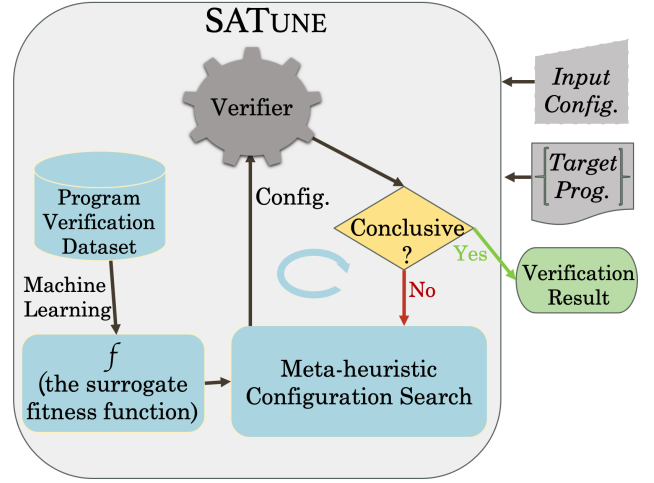 SATUNE
Verifier
Input
Config.
Target
Prog.
Program
Verification
Dataset
Config.
Conclusive
?
Yes
No
Verification
Result
Machine
Learning
f
(the surrogate
fitness function)
Meta-heuristic
Configuration Search